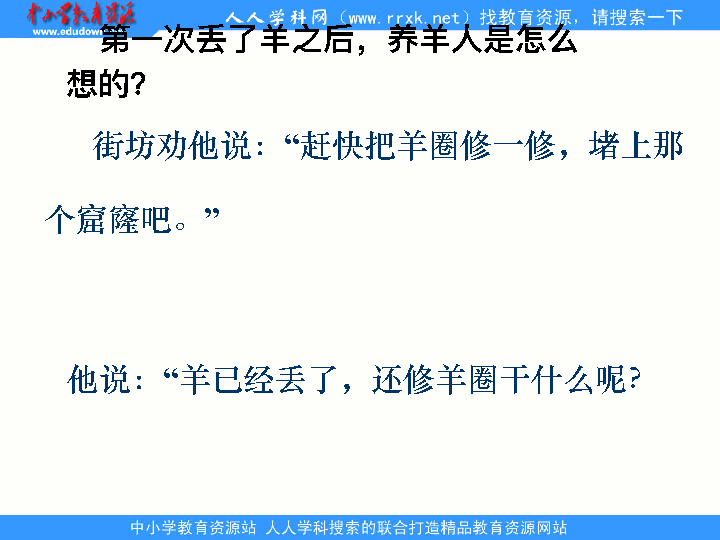 中小学教育资源
www.edudown
人人学科网（www.rrxk.net）找教育资源，请搜索一下
第一次丢了羊之后，养羊人是怎么
想的？
街坊劝他说：“赶快把羊圈修一修，堵上那
个窟窿吧。”
他说：“羊已经丢了，还修羊圈干什么呢？
中小学教育资源站 人人学科搜索的联合打造精品教育资源网站